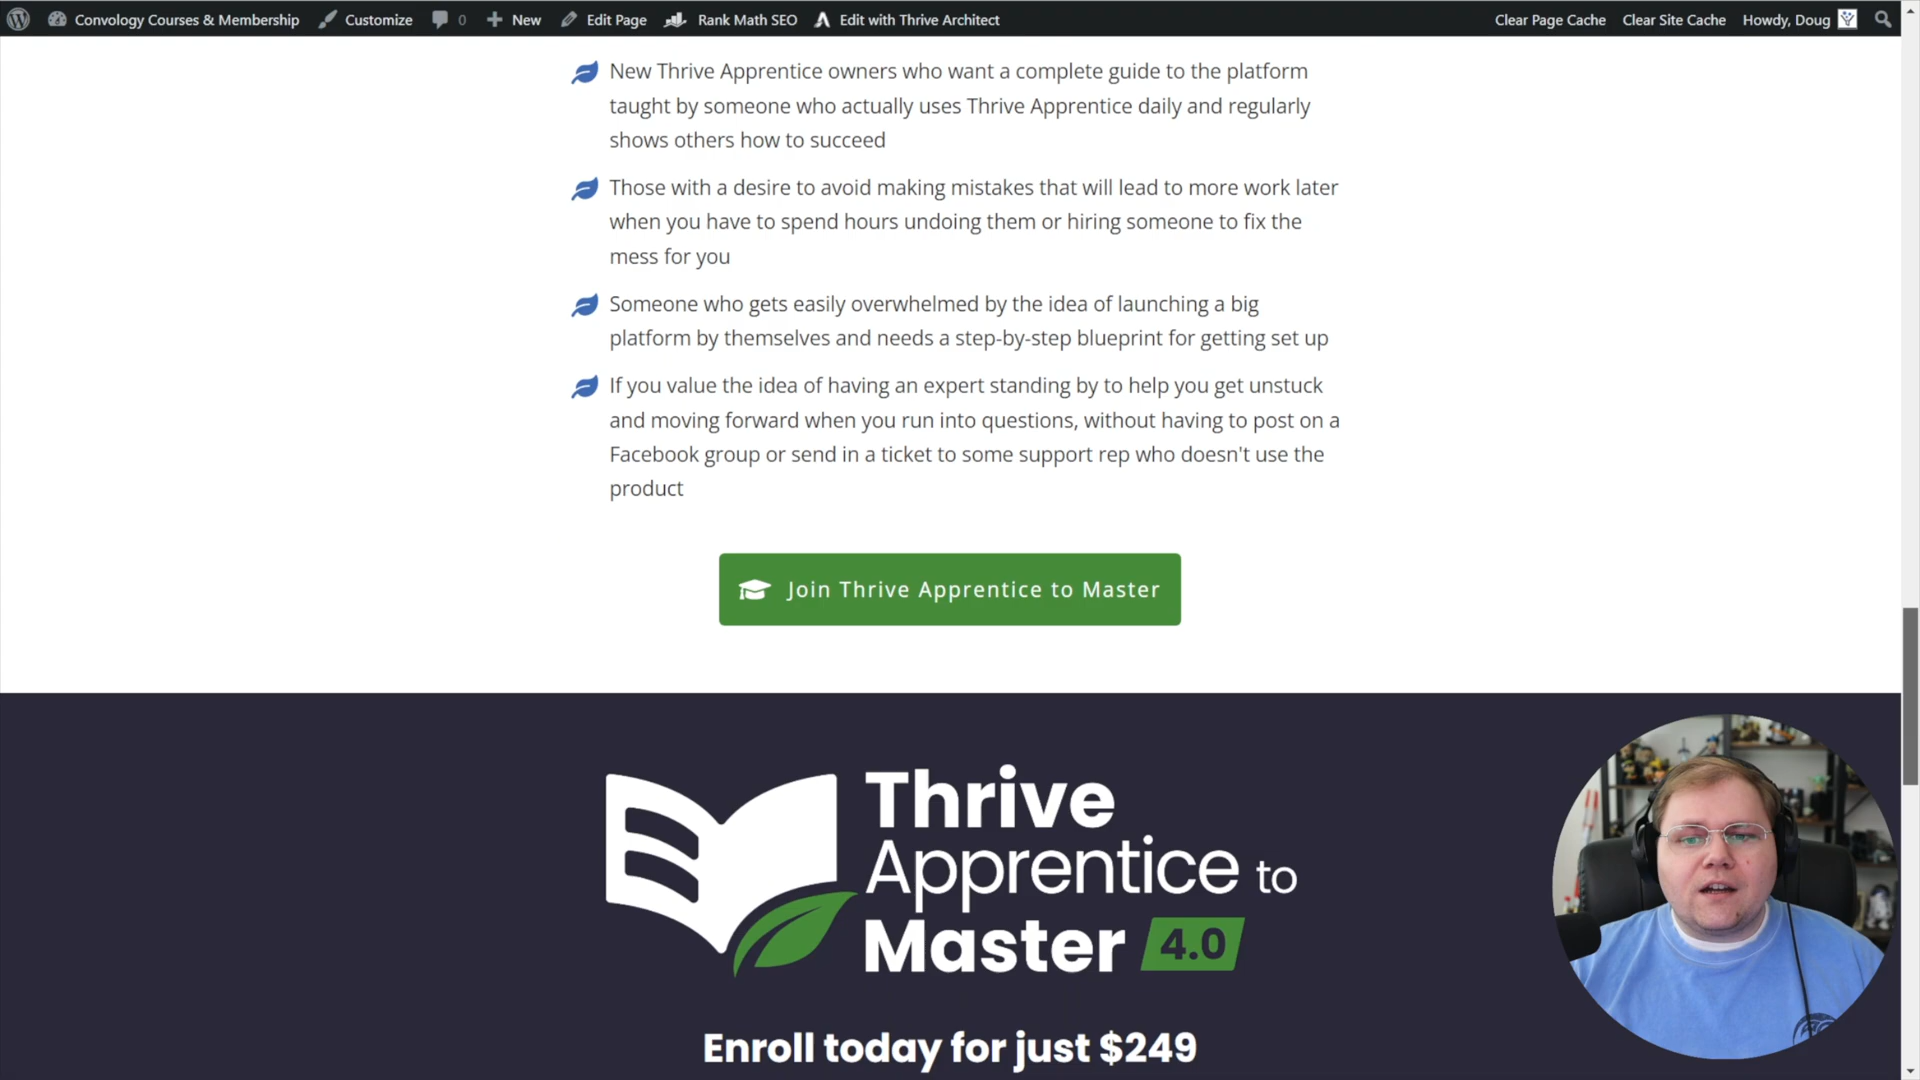 Convology Courses & Membership Customize 0 New Edit Page Rank Math SEO Edit with Thrive Architect Clear Page Cache Clear Site Cache Howdy, Doug
New Thrive Apprentice owners who want a complete guide to the platform
taught by someone who actually uses Thrive Apprentice daily and regularly
shows others how to succeed
Those with a desire to avoid making mistakes that will lead to more work later
when you have to spend hours undoing them or hiring someone to fix the
mess for you
Someone who gets easily overwhelmed by the idea of launching a big
platform by themselves and needs a step-by-step blueprint for getting set up
If you value the idea of having an expert standing by to help you get unstuck
and moving forward when you run into questions, without having to post on a
Facebook group or send in a ticket to some support rep who doesn't use the
product
Join Thrive Apprentice to Master
Thrive
Apprentice to
Master 4.0
Enroll today for just $249